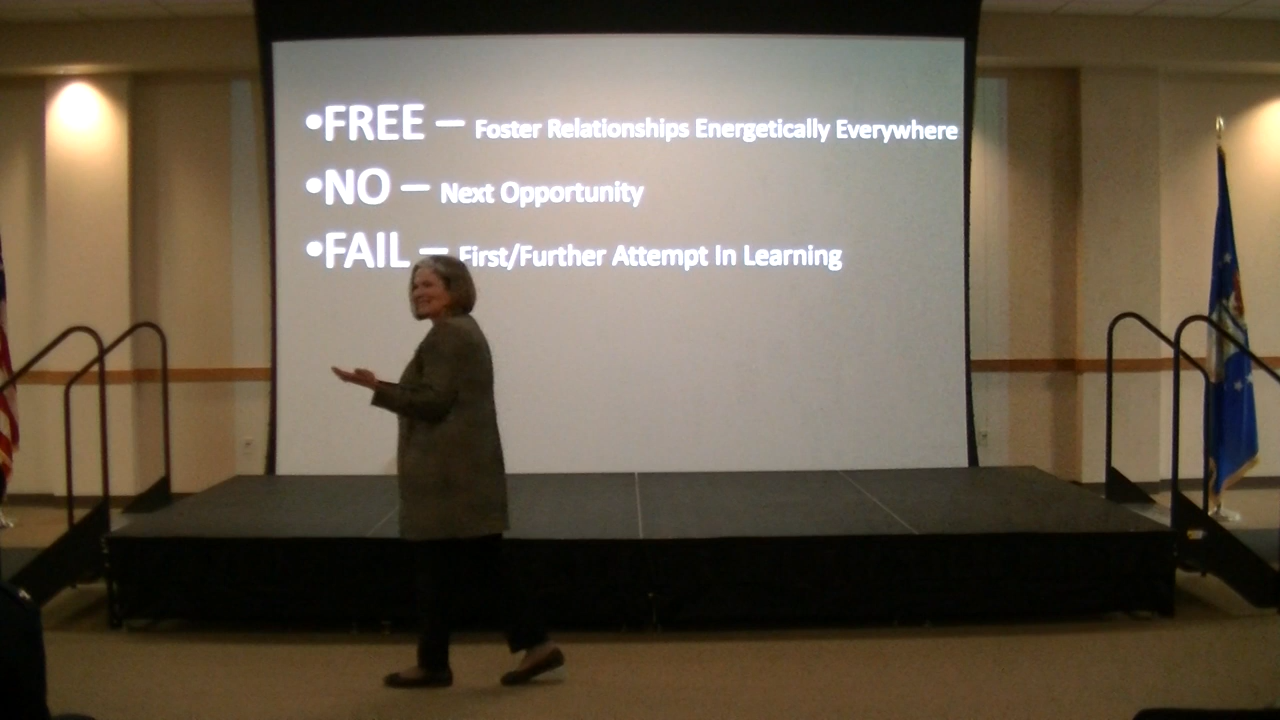 •FREE – Foster Relationships Energetically Everywhere
•NO – Next Opportunity
•FAIL – First/Further Attempt In Learning